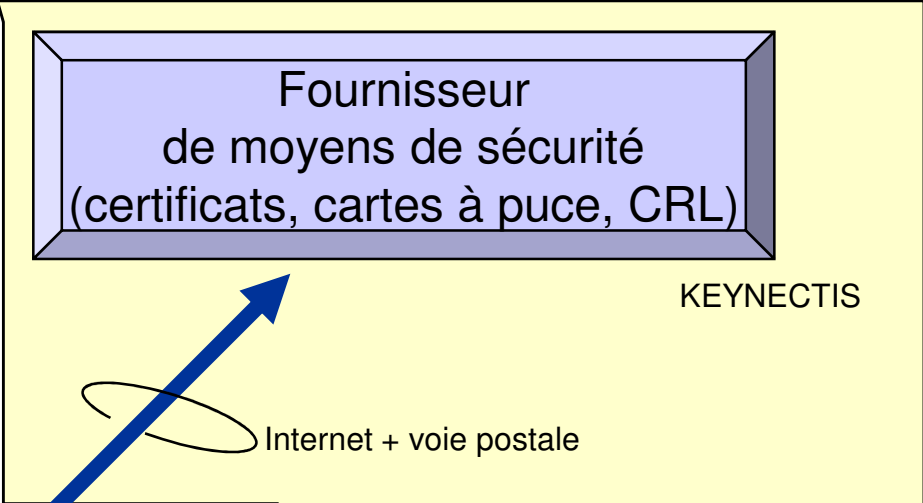 Fournisseur
de moyens de sécurité
(certificats, cartes à puce, CRL)
KEYNECTIS
Internet + voie postale